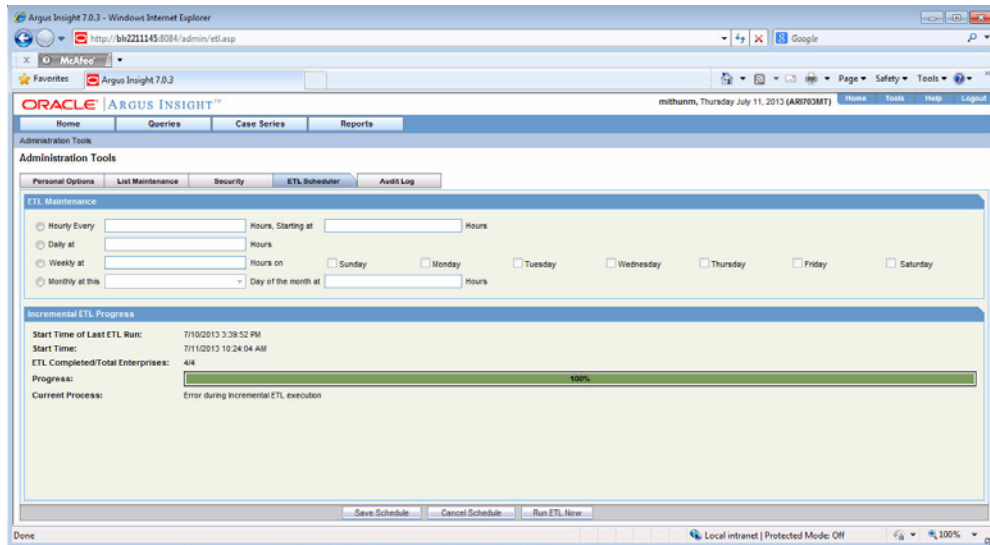 Argus Insight 7.0.3 - Windows Internet Explorer
http://blr2211145:8084/admin/etl.asp
Google
McAfee
Favorites Argus Insight 7.0.3 Page Safety Tools
ORACLE ARGUS INSIGHT™ mithunm, Thursday July 11, 2013 (ARI703MT) Home Tools Help Logout
Home Queries Case Series Reports
Administration Tools
Administration Tools
Personal Options List Maintenance Security ETL Scheduler Audit Log
ETL Maintenance
Hourly Every Hours, Starting at Hours
Daily at Hours
Weekly at Hours on Sunday Monday Tuesday Wednesday Thursday Friday Saturday
Monthly at this Day of the month at Hours
Incremental ETL Progress
Start Time of Last ETL Run: 7/10/2013 3:39:52 PM
Start Time: 7/11/2013 10:24:04 AM
ETL Completed/Total Enterprises: 4/4
Progress: 100%
Current Process: Error during Incremental ETL execution
Save Schedule Cancel Schedule Run ETL Now
Done Local intranet | Protected Mode: Off 100%